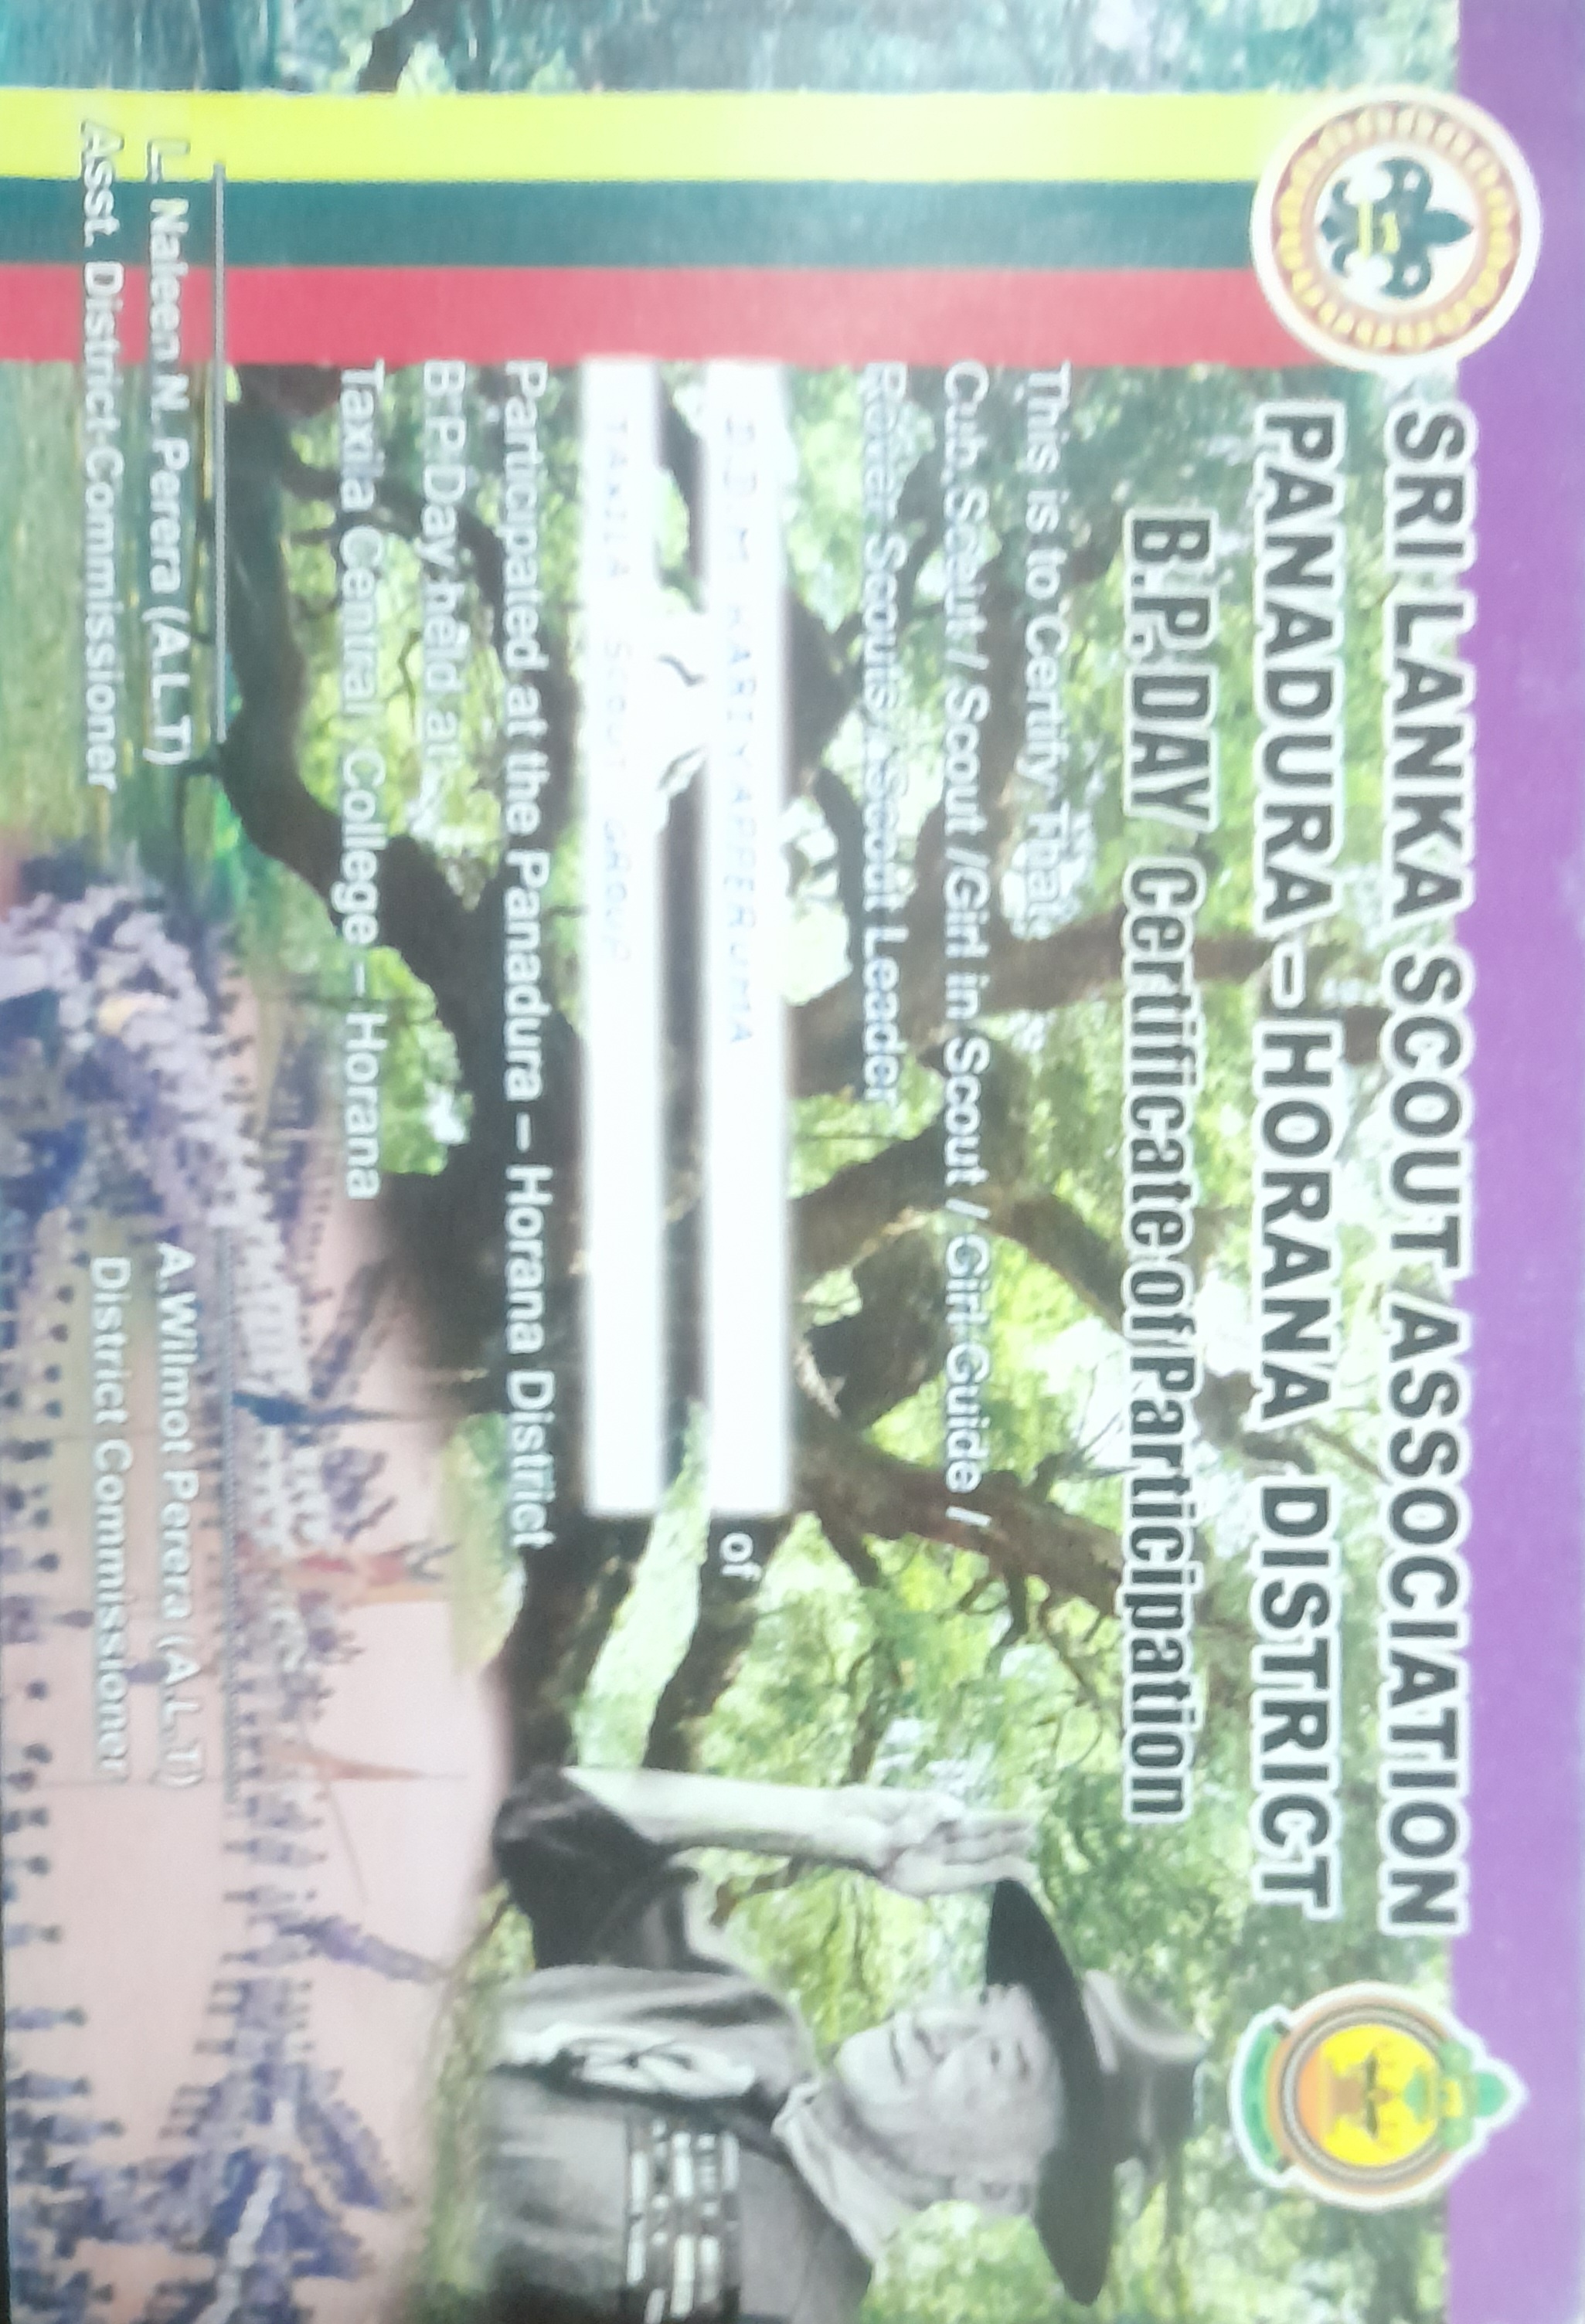 SRI LANKA SCOUT ASSOCIATION
PANADURA – HORANA DISTRICT
B.P.DAY Certificate of Participation
This is to Certify That
Cub Scout / Scout /Girl in Scout / Girl Guide /
Rover Scouts/ Scout Leader
D.M KARIYAPPERUMA of
TAXILA SCOUT GROUP
Participated at the Panadura – Horana District
B.P.Day held at
Taxila Central College – Horana
L. Naleen N. Perera (A.L.T)
Asst. District Commissioner
A.Wilmot Perera (A.L.T)
District Commissioner